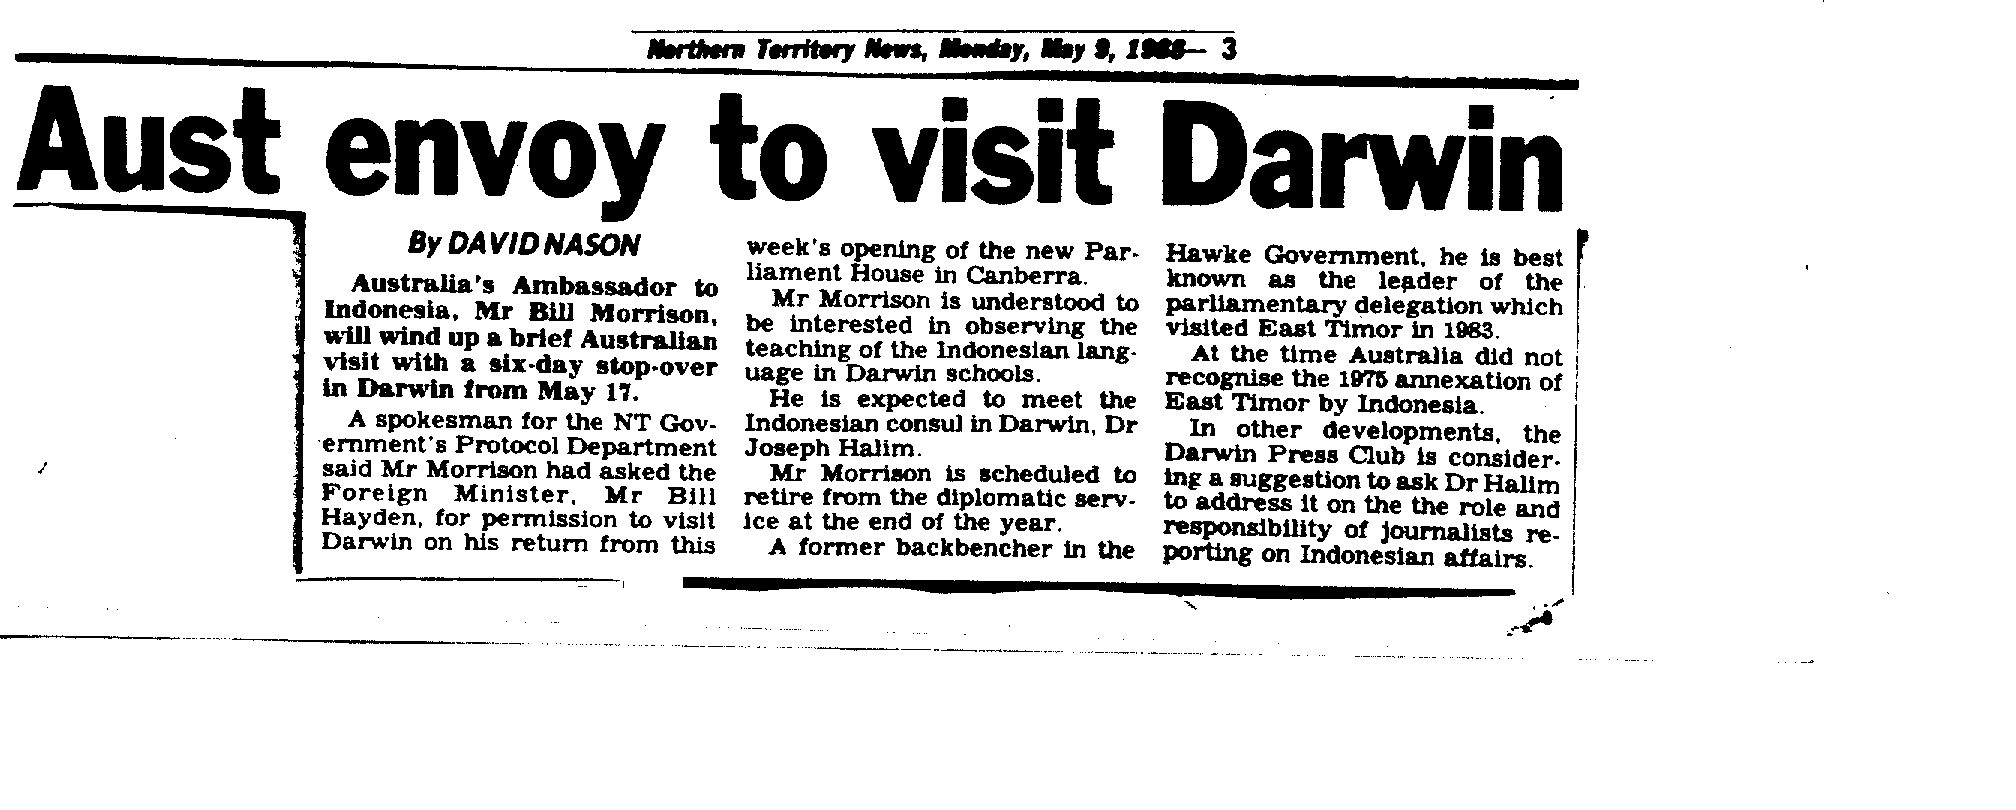 Northern Territory News, Monday, May 9, 1988— 3
Aust envoy to visit Darwin
By DAVID NASON
Australia's Ambassador to
Indonesia, Mr Bill Morrison,
will wind up a brief Australian
visit with a six-day stop-over
in Darwin from May 17.
A spokesman for the NT Gov-
ernment's Protocol Department
said Mr Morrison had asked the
Foreign Minister, Mr Bill
Hayden, for permission to visit
Darwin on his return from this
week's opening of the new Par-
liament House in Canberra.
Mr Morrison is understood to
be interested in observing the
teaching of the Indonesian lang-
uage in Darwin schools.
He is expected to meet the
Indonesian consul in Darwin, Dr
Joseph Halim.
Mr Morrison is scheduled to
retire from the diplomatic serv-
ice at the end of the year.
A former backbencher in the
Hawke Government, he is best
known as the leader of the
parliamentary delegation which
visited East Timor in 1983.
At the time Australia did not
recognise the 1975 annexation of
East Timor by Indonesia.
In other developments, the
Darwin Press Club is consider-
ing a suggestion to ask Dr Halim
to address it on the the role and
responsibility of journalists re-
porting on Indonesian affairs.